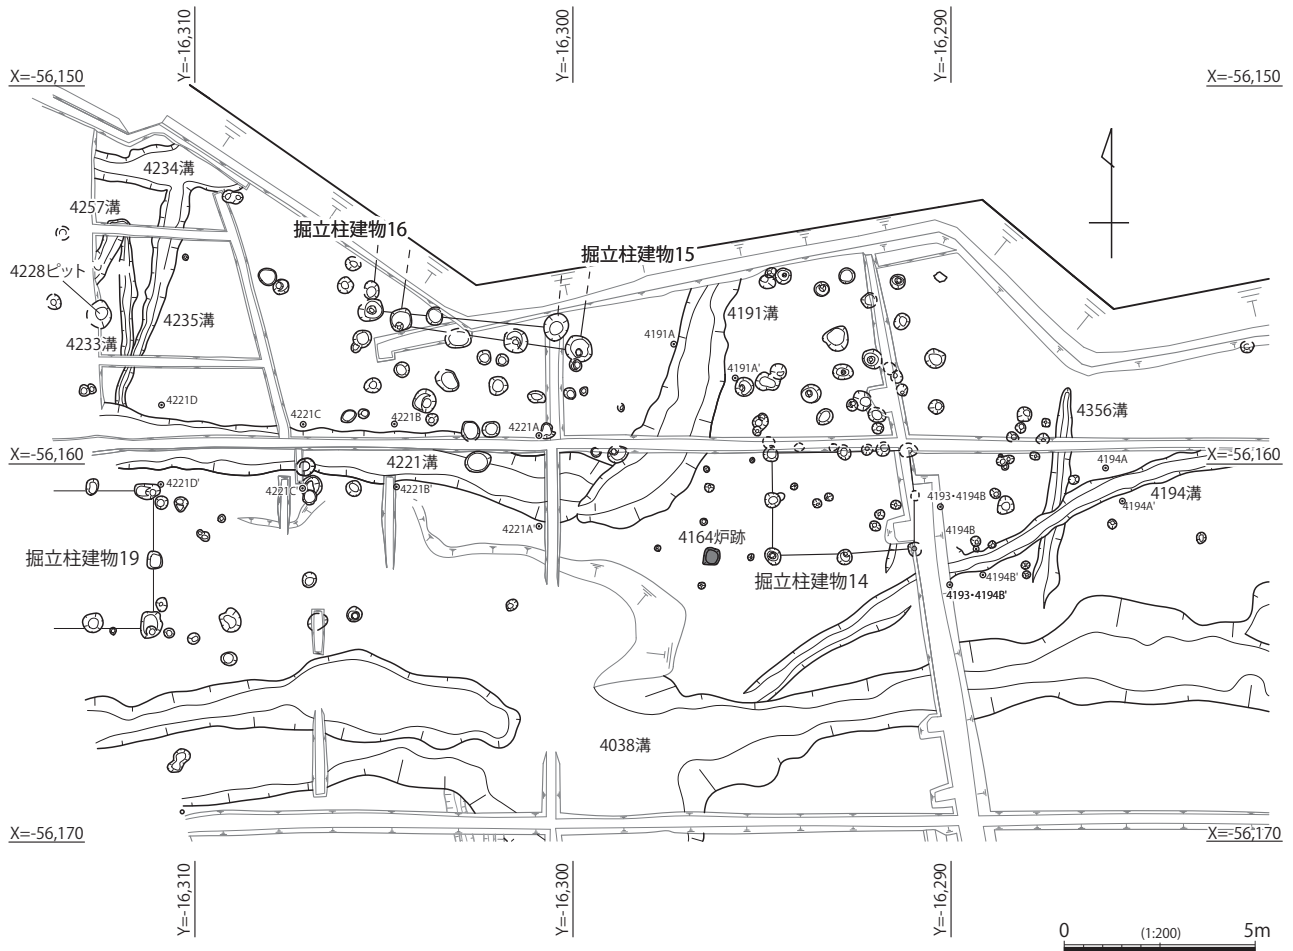 Y=-16,310
Y=-16,300
Y=-16,290
X=-56,150
X=-56,150
4234溝
4257溝
掘立柱建物16
掘立柱建物15
4228ピット
4235溝
4191溝
4233溝
4191A
4191A'
4221D
4221C
4221B
4221A
4356溝
X=-56,160
4221溝
X=-56,160
4194A
4221D'
4221C'
4221B'
4193・4194B
4194溝
4194A'
4221A'
4164炉跡
4194B
掘立柱建物19
掘立柱建物14
4194B'
4193・4194B'
4038溝
X=-56,170
X=-56,170
Y=-16,310
Y=-16,300
Y=-16,290
0
(1:200)
5m